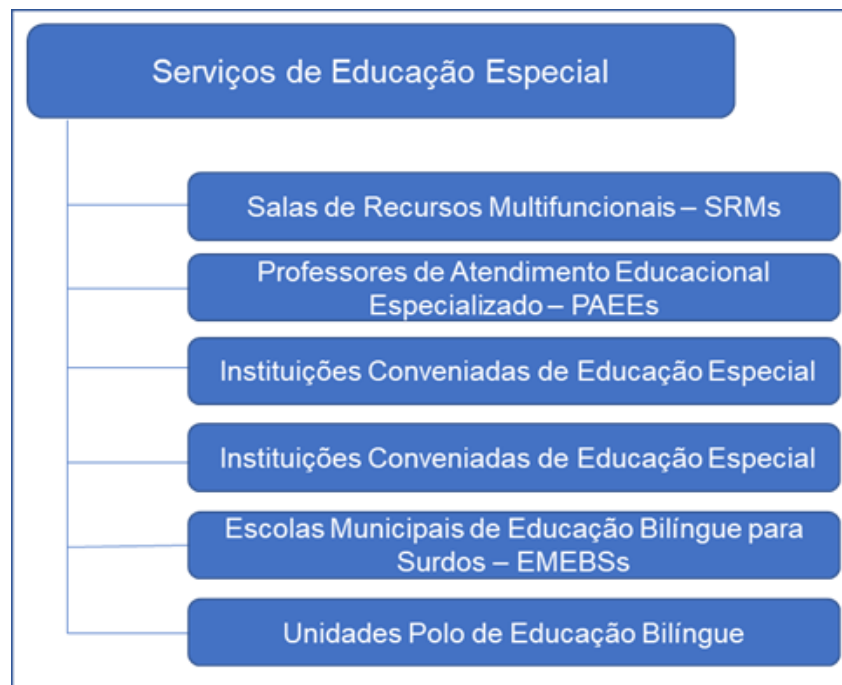 Serviços de Educação Especial
Salas de Recursos Multifuncionais – SRMs
Professores de Atendimento Educacional
Especializado – PAEEs
Instituições Conveniadas de Educação Especial
Instituições Conveniadas de Educação Especial
Escolas Municipais de Educação Bilíngue para
Surdos – EMEBSs
Unidades Polo de Educação Bilíngue